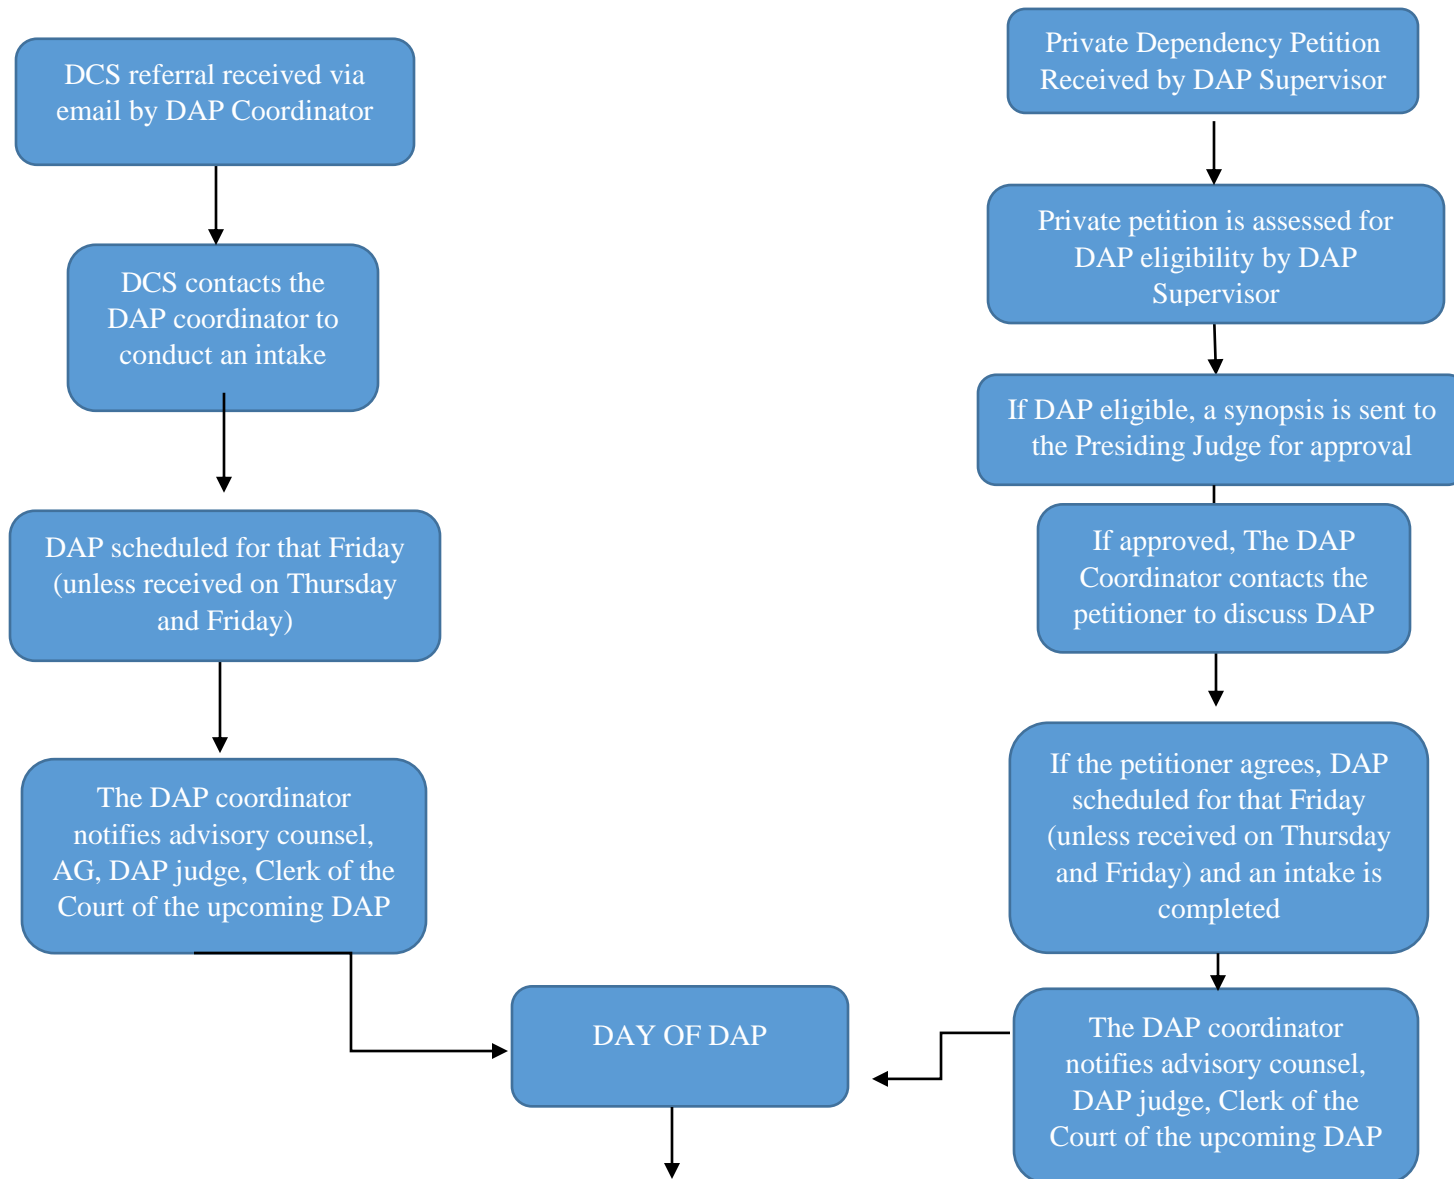 DCS referral received via
email by DAP Coordinator
DCS contacts the
DAP coordinator to
conduct an intake
DAP scheduled for that Friday
(unless received on Thursday
and Friday)
The DAP coordinator
notifies advisory counsel,
AG, DAP judge, Clerk of the
Court of the upcoming DAP
Private Dependency Petition
Received by DAP Supervisor
Private petition is assessed for
DAP eligibility by DAP
Supervisor
If DAP eligible, a synopsis is sent to
the Presiding Judge for approval
If approved, The DAP
Coordinator contacts the
petitioner to discuss DAP
If the petitioner agrees, DAP
scheduled for that Friday
(unless received on Thursday
and Friday) and an intake is
completed
The DAP coordinator
notifies advisory counsel,
DAP judge, Clerk of the
Court of the upcoming DAP
DAY OF DAP